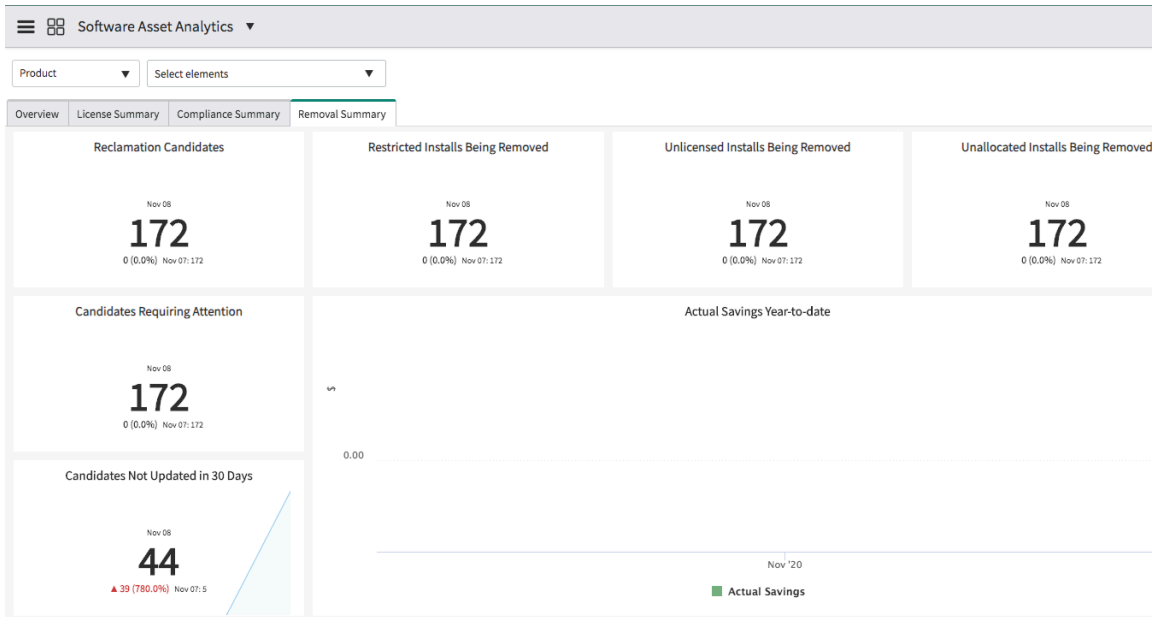 Software Asset Analytics ▼
Product ▼ Select elements ▼
Overview License Summary Compliance Summary Removal Summary
Reclamation Candidates
Nov 08
172
0 (0.0%) Nov 07: 172
Restricted Installs Being Removed
Nov 08
172
0 (0.0%) Nov 07: 172
Unlicensed Installs Being Removed
Nov 08
172
0 (0.0%) Nov 07: 172
Unallocated Installs Being Removed
Nov 08
172
0 (0.0%) Nov 07: 172
Candidates Requiring Attention
Nov 08
172
0 (0.0%) Nov 07: 172
Actual Savings Year-to-date
$
0.00
Nov '20
Actual Savings
Candidates Not Updated in 30 Days
Nov 08
44
▲ 39 (780.0%) Nov 07: 5